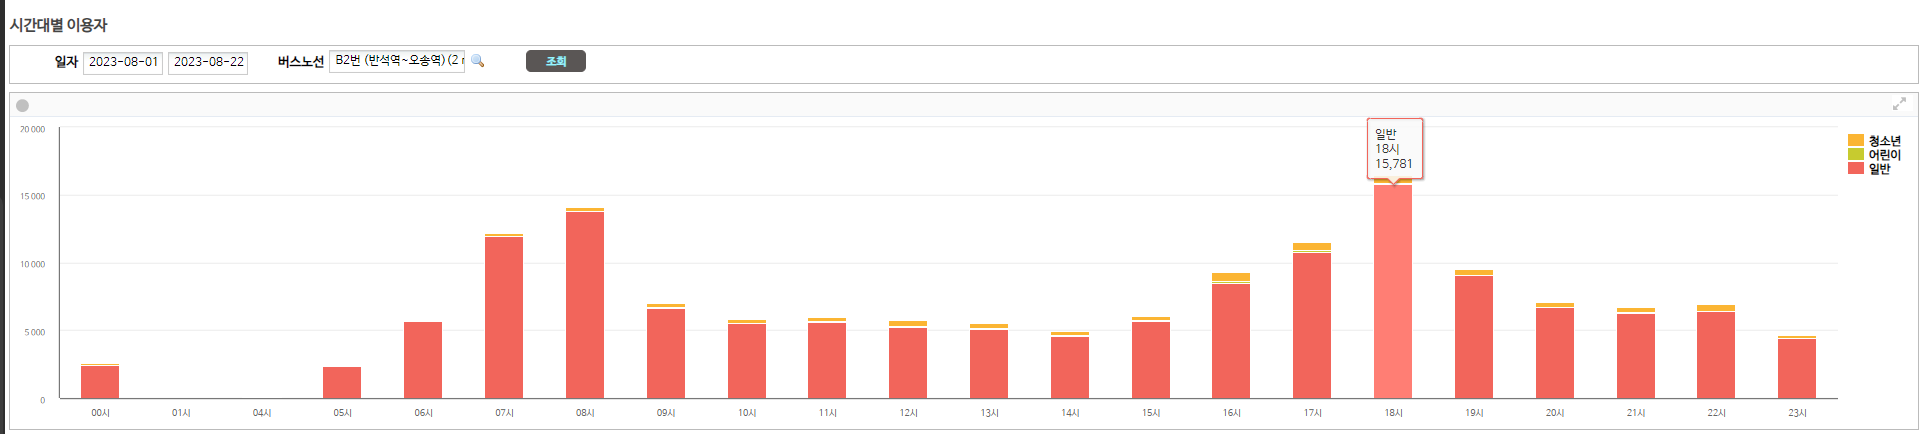 시간대별 이용자
일자 2023-08-01 2023-08-22 버스노선 B2번 (반석역~오송역)(2 조회
20 000
15 000
10 000
5 000
0
일반
18시
15,781
청소년
어린이
일반
00시 01시 04시 05시 06시 07시 08시 09시 10시 11시 12시 13시 14시 15시 16시 17시 18시 19시 20시 21시 22시 23시